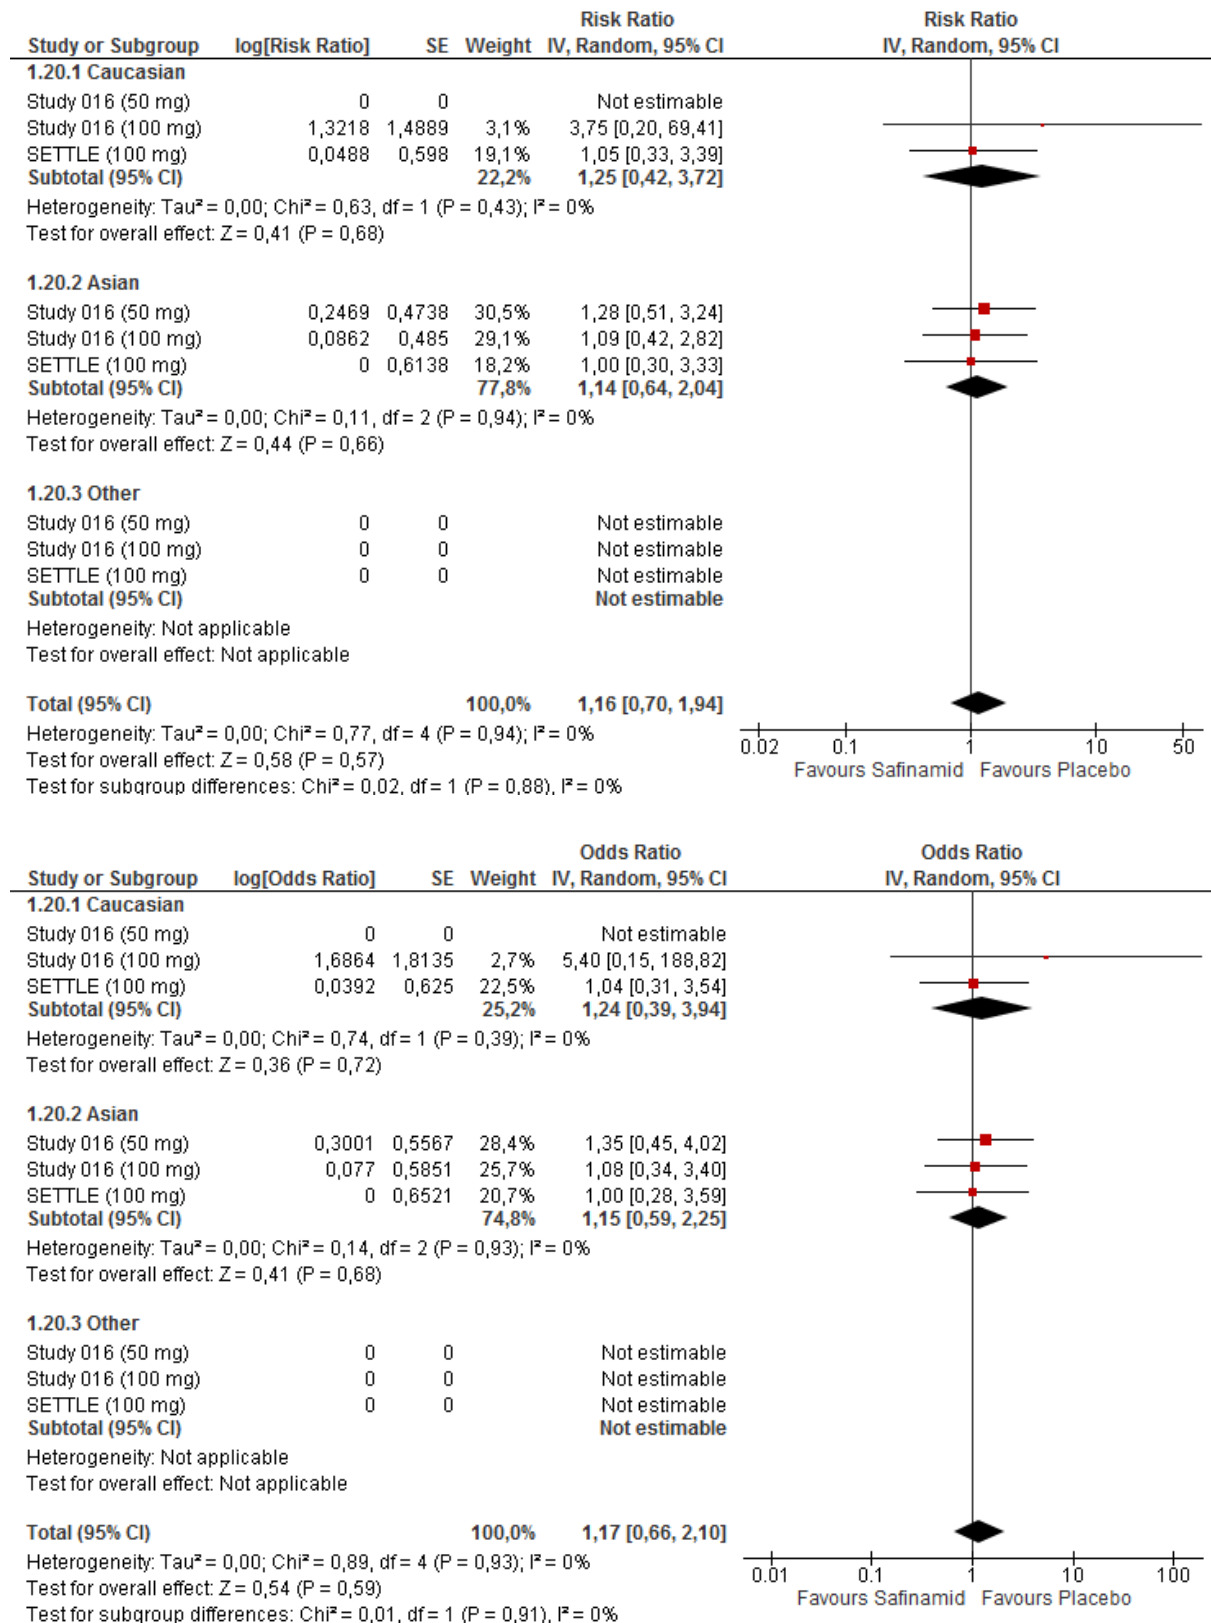 Risk Ratio Risk Ratio
Study or Subgroup log[Risk Ratio] SE Weight IV, Random, 95% CI IV, Random, 95% CI
1.20.1 Caucasian
Study 016 (50 mg) 0 0 Not estimable
Study 016 (100 mg) 1,3218 1,4889 3,1% 3,75 [0,20, 69,41]
SETTLE (100 mg) 0,0488 0,598 19,1% 1,05 [0,33, 3,39]
Subtotal (95% CI) 22,2% 1,25 [0,42, 3,72]
Heterogeneity: Tau² = 0,00; Chi² = 0,63, df = 1 (P = 0,43); I² = 0%
Test for overall effect: Z = 0,41 (P = 0,68)
1.20.2 Asian
Study 016 (50 mg) 0,2469 0,4738 30,5% 1,28 [0,51, 3,24]
Study 016 (100 mg) 0,0862 0,485 29,1% 1,09 [0,42, 2,82]
SETTLE (100 mg) 0 0,6138 18,2% 1,00 [0,30, 3,33]
Subtotal (95% CI) 77,8% 1,14 [0,64, 2,04]
Heterogeneity: Tau² = 0,00; Chi² = 0,11, df = 2 (P = 0,94); I² = 0%
Test for overall effect: Z = 0,44 (P = 0,66)
1.20.3 Other
Study 016 (50 mg) 0 0 Not estimable
Study 016 (100 mg) 0 0 Not estimable
SETTLE (100 mg) 0 0 Not estimable
Subtotal (95% CI) Not estimable
Heterogeneity: Not applicable
Test for overall effect: Not applicable
Total (95% CI) 100,0% 1,16 [0,70, 1,94]
Heterogeneity: Tau² = 0,00; Chi² = 0,77, df = 4 (P = 0,94); I² = 0%
Test for overall effect: Z = 0,58 (P = 0,57)
Test for subgroup differences: Chi² = 0,02, df = 1 (P = 0,88), I² = 0%
0.02 0.1 1 10 50
Favours Safinamid Favours Placebo
Odds Ratio Odds Ratio
Study or Subgroup log[Odds Ratio] SE Weight IV, Random, 95% CI IV, Random, 95% CI
1.20.1 Caucasian
Study 016 (50 mg) 0 0 Not estimable
Study 016 (100 mg) 1,6864 1,8135 2,7% 5,40 [0,15, 188,82]
SETTLE (100 mg) 0,0392 0,625 22,5% 1,04 [0,31, 3,54]
Subtotal (95% CI) 25,2% 1,24 [0,39, 3,94]
Heterogeneity: Tau² = 0,00; Chi² = 0,74, df = 1 (P = 0,39); I² = 0%
Test for overall effect: Z = 0,36 (P = 0,72)
1.20.2 Asian
Study 016 (50 mg) 0,3001 0,5567 28,4% 1,35 [0,45, 4,02]
Study 016 (100 mg) 0,077 0,5851 25,7% 1,08 [0,34, 3,40]
SETTLE (100 mg) 0 0,6521 20,7% 1,00 [0,28, 3,59]
Subtotal (95% CI) 74,8% 1,15 [0,59, 2,25]
Heterogeneity: Tau² = 0,00; Chi² = 0,14, df = 2 (P = 0,93); I² = 0%
Test for overall effect: Z = 0,41 (P = 0,68)
1.20.3 Other
Study 016 (50 mg) 0 0 Not estimable
Study 016 (100 mg) 0 0 Not estimable
SETTLE (100 mg) 0 0 Not estimable
Subtotal (95% CI) Not estimable
Heterogeneity: Not applicable
Test for overall effect: Not applicable
Total (95% CI) 100,0% 1,17 [0,66, 2,10]
Heterogeneity: Tau² = 0,00; Chi² = 0,89, df = 4 (P = 0,93); I² = 0%
Test for overall effect: Z = 0,54 (P = 0,59)
Test for subgroup differences: Chi² = 0,01, df = 1 (P = 0,91), I² = 0%
0.01 0.1 1 10 100
Favours Safinamid Favours Placebo